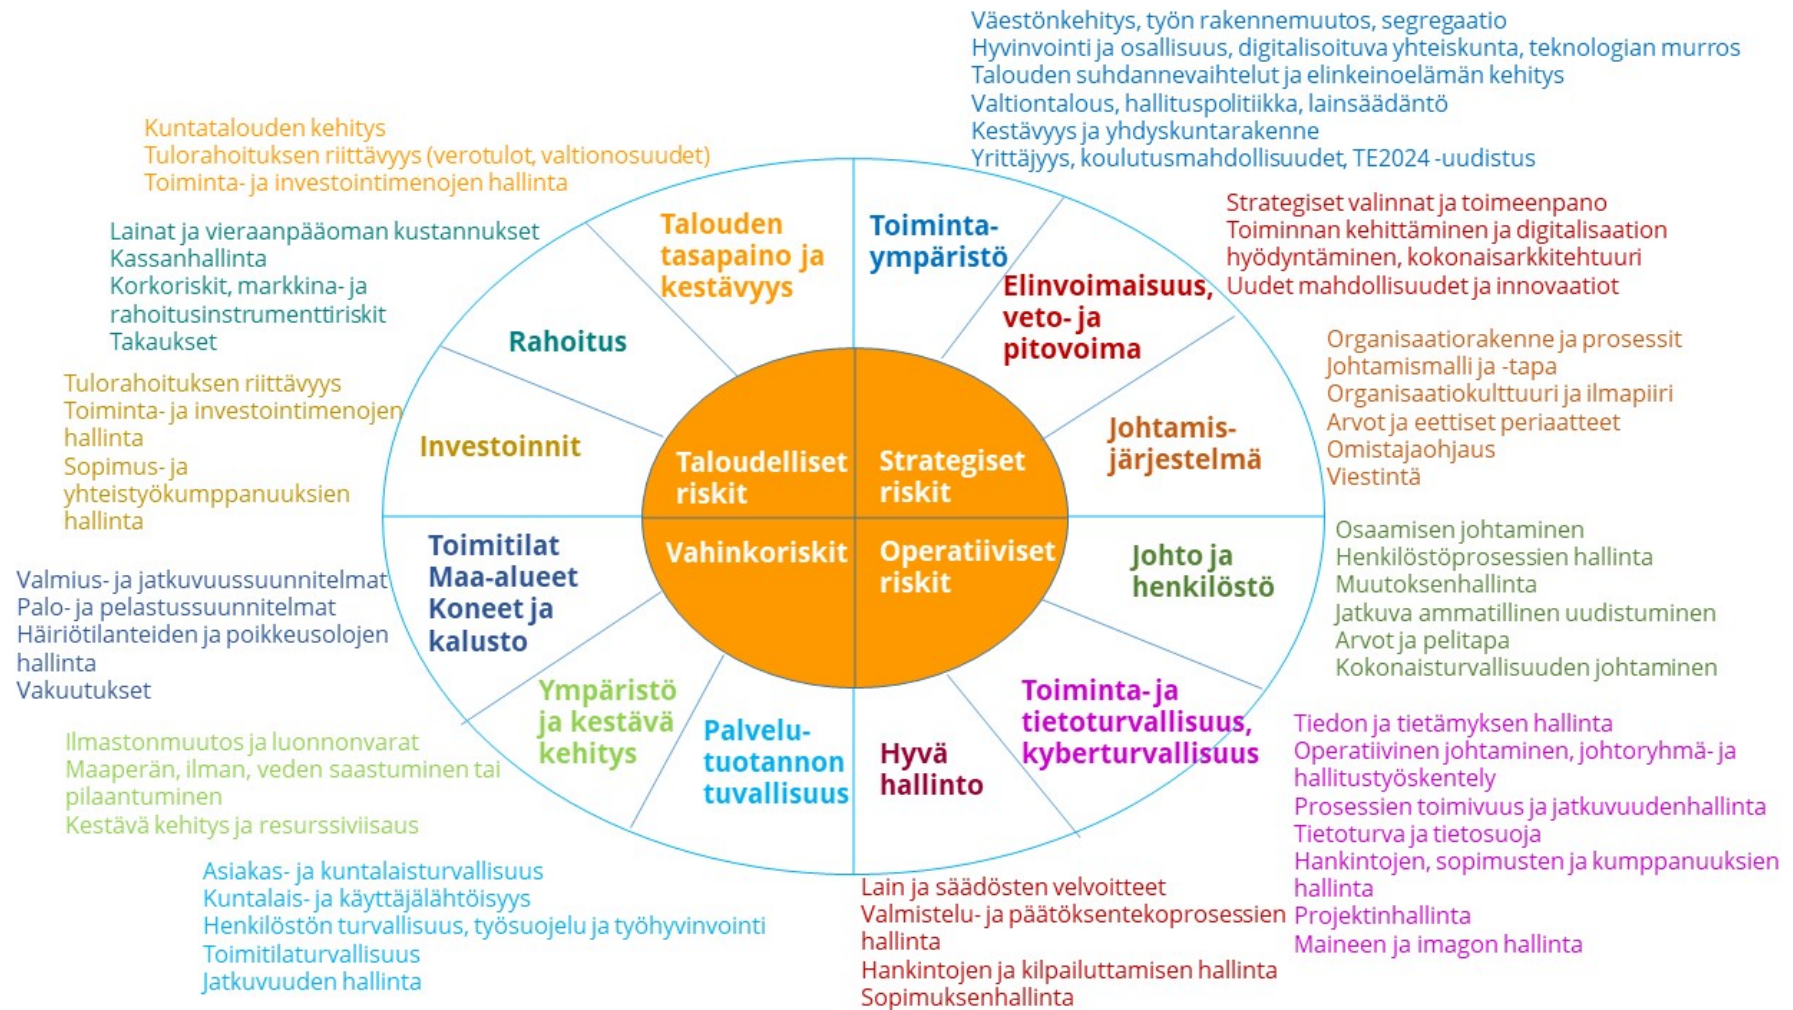 Väestönkehitys, työn rakennemuutos, segregaatio
Hyvinvointi ja osallisuus, digitalisoituva yhteiskunta, teknologian murros
Talouden suhdannevaihtelut ja elinkeinoelämän kehitys
Valtiontalous, hallituspolitiikka, lainsäädäntö
Kestävyys ja yhdyskuntarakenne
Yrittäjyys, koulutusmahdollisuudet, TE2024 -uudistus
Kuntatalouden kehitys
Tulorahoituksen riittävyys (verotulot, valtionosuudet)
Toiminta- ja investointimenojen hallinta
Lainat ja vieraanpääoman kustannukset
Kassanhallinta
Korkoriskit, markkina- ja
rahoitusinstrumenttiriskit
Takaukset
Tulorahoituksen riittävyys
Toiminta- ja investointimenojen
hallinta
Sopimus- ja
yhteistyökumppanuuksien
hallinta
Valmius- ja jatkuvuussuunnitelmat
Palo- ja pelastussuunnitelmat
Häiriötilanteiden ja poikkeusolojen
hallinta
Vakuutukset
Ilmastonmuutos ja luonnonvarat
Maaperän, ilman, veden saastuminen tai
pilaantuminen
Kestävä kehitys ja resurssiviisaus
Asiakas- ja kuntalaisturvallisuus
Kuntalais- ja käyttäjälähtöisyys
Henkilöstön turvallisuus, työsuojelu ja työhyvinvointi
Toimitilaturvallisuus
Jatkuvuuden hallinta
Talouden
tasapaino ja
kestävyys
Toiminta-
ympäristö
Elinvoimaisuus,
veto- ja
pitovoima
Rahoitus
Investoinnit
Johtamis-
järjestelmä
Taloudelliset
riskit
Strategiset
riskit
Vahinkoriskit
Operatiiviset
riskit
Toimitilat
Maa-alueet
Koneet ja
kalusto
Johto ja
henkilöstö
Ympäristö
ja kestävä
kehitys
Palvelu-
tuotannon
tuvallisuus
Hyvä
hallinto
Toiminta- ja
tietoturvallisuus,
kyberturvallisuus
Strategiset valinnat ja toimeenpano
Toiminnan kehittäminen ja digitalisaation
hyödyntäminen, kokonaisarkkitehtuuri
Uudet mahdollisuudet ja innovaatiot
Organisaatiorakenne ja prosessit
Johtamismalli ja -tapa
Organisaatiokulttuuri ja ilmapiiri
Arvot ja eettiset periaatteet
Omistajaohjaus
Viestintä
Osaamisen johtaminen
Henkilöstöprosessien hallinta
Muutoksenhallinta
Jatkuva ammatillinen uudistuminen
Arvot ja pelitapa
Kokonaisturvallisuuden johtaminen
Tiedon ja tietämyksen hallinta
Operatiivinen johtaminen, johtoryhmä- ja
hallitustyöskentely
Prosessien toimivuus ja jatkuvuudenhallinta
Tietoturva ja tietosuoja
Hankintojen, sopimusten ja kumppanuuksien
hallinta
Projektinhallinta
Maineen ja imagon hallinta
Lain ja säädösten velvoitteet
Valmistelu- ja päätöksentekoprosessien
hallinta
Hankintojen ja kilpailuttamisen hallinta
Sopimuksenhallinta